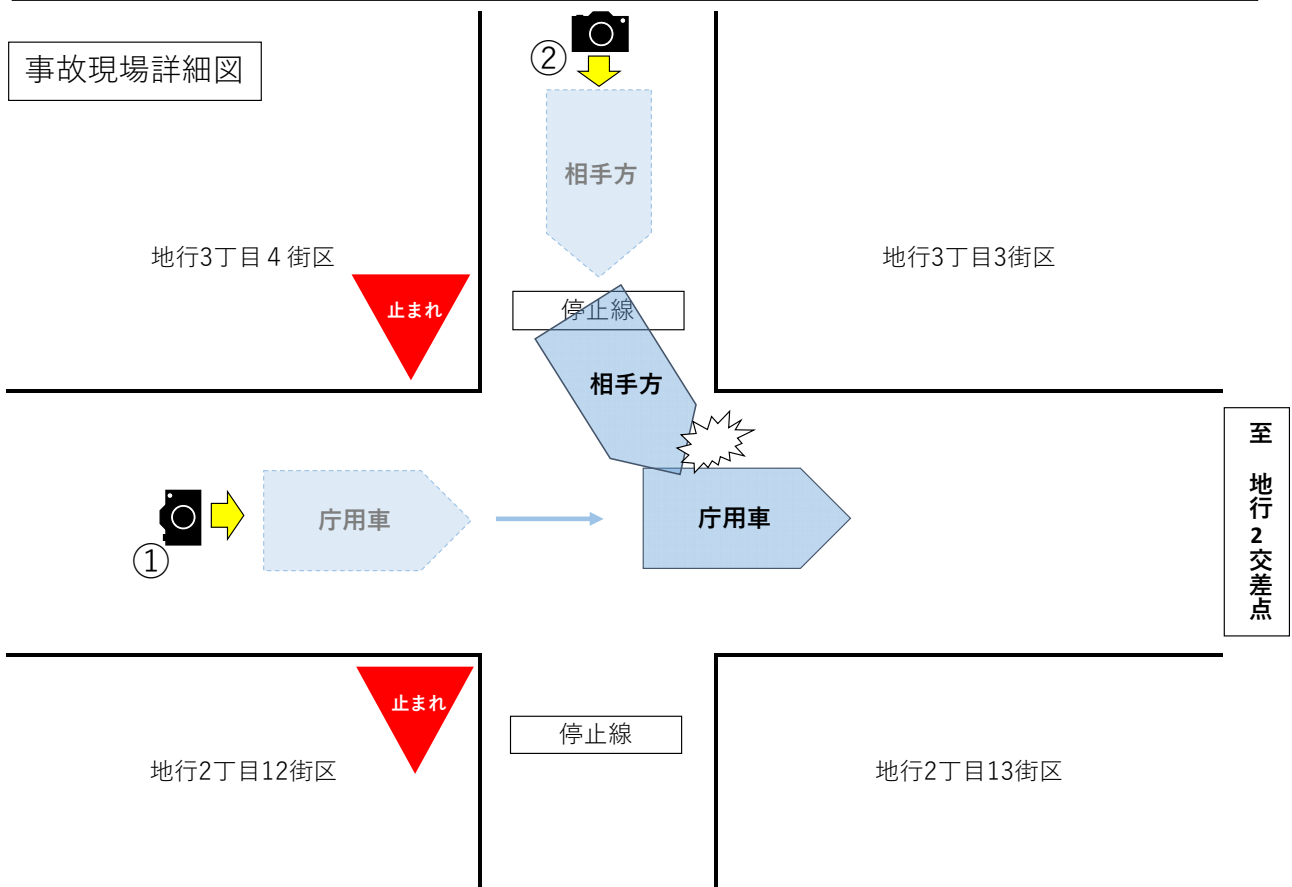 事故現場詳細図
②
相手方
地行3丁目４街区
地行3丁目3街区
止まれ
停止線
相手方
至 地行2交差点
庁用車
庁用車
①
止まれ
停止線
地行2丁目12街区
地行2丁目13街区